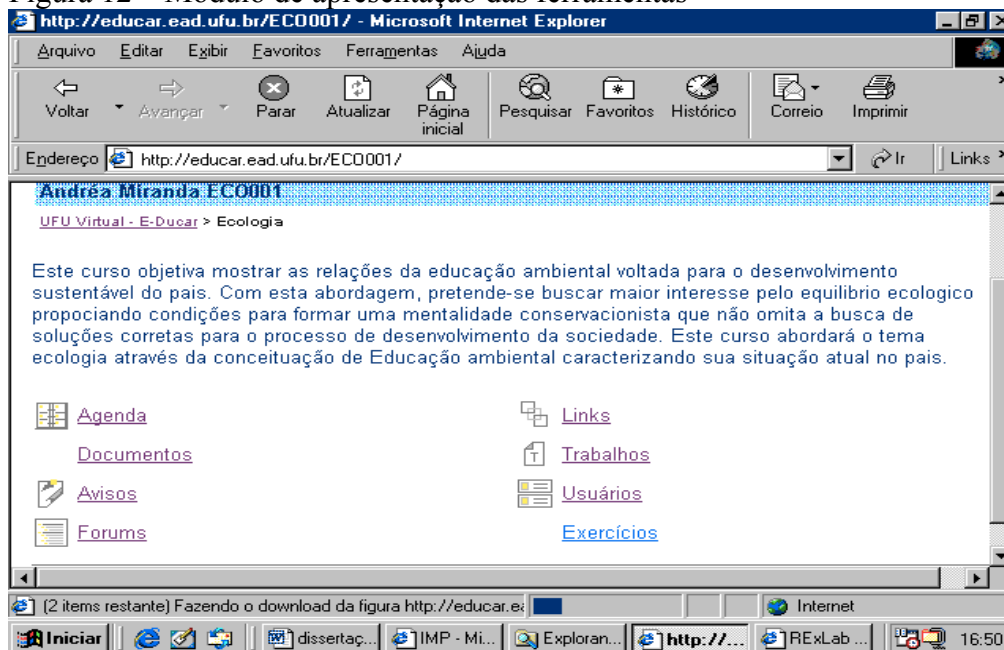 Figura 12 – Módulo de apresentação das ferramentas
http://educar.ead.ufu.br/ECO001/ - Microsoft Internet Explorer
Arquivo Editar Exibir Favoritos Ferramentas Ajuda
Voltar Avançar Parar Atualizar Página inicial Pesquisar Favoritos Histórico Correio Imprimir
Endereço http://educar.ead.ufu.br/ECO001/ Ir Links
Andréa Miranda ECO001
UFU Virtual - E-Ducar > Ecologia
Este curso objetiva mostrar as relações da educação ambiental voltada para o desenvolvimento
sustentável do pais. Com esta abordagem, pretende-se buscar maior interesse pelo equilibrio ecologico
propociando condições para formar uma mentalidade conservacionista que não omita a busca de
soluções corretas para o processo de desenvolvimento da sociedade. Este curso abordará o tema
ecologia através da conceituação de Educação ambiental caracterizando sua situação atual no pais.
Agenda Links
Documentos Trabalhos
Avisos Usuários
Forums Exercícios
(2 items restante) Fazendo o download da figura http://educar.ea Internet
Iniciar dissertaç... IMP - Mi... Exploran... http://... RExLab ... 16:50